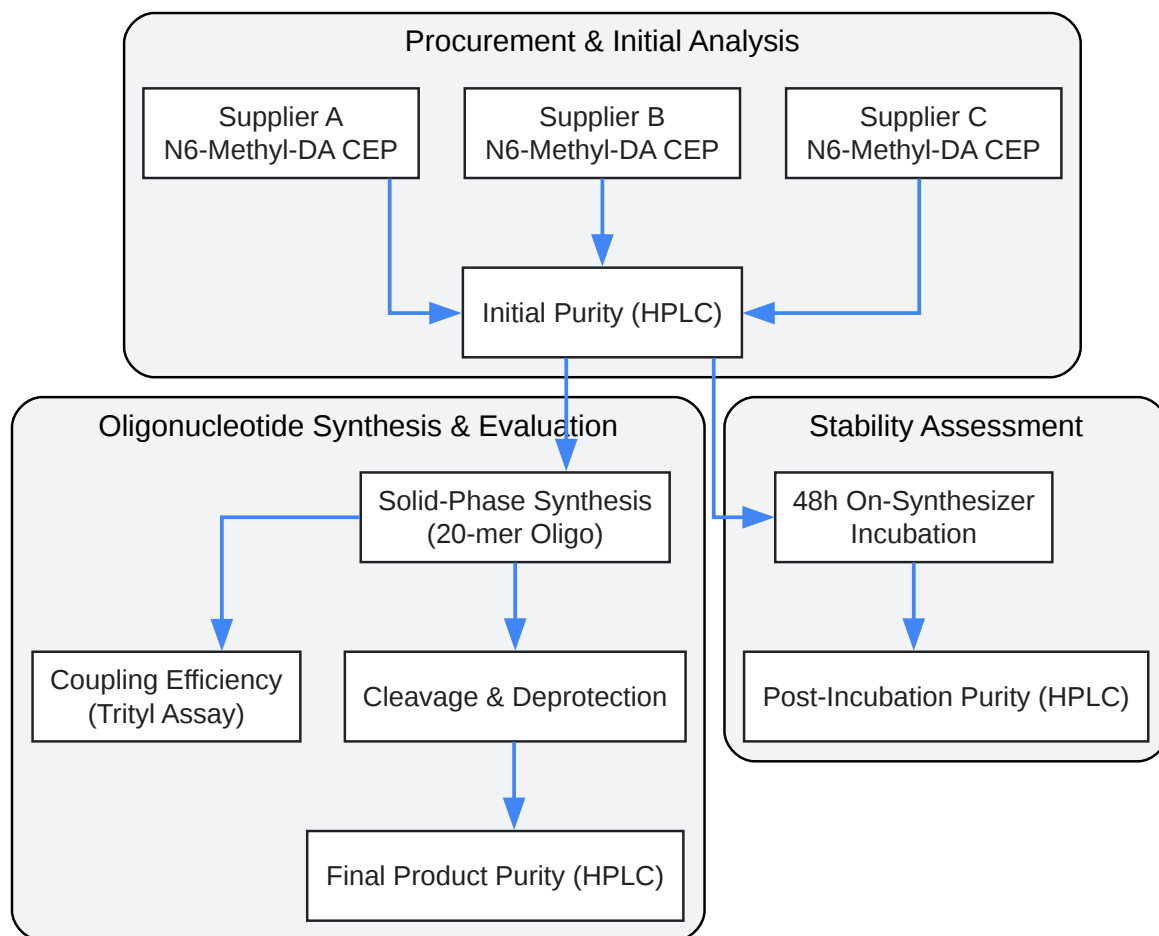 Procurement & Initial Analysis
Supplier A
N6-Methyl-DA CEP
Supplier B
N6-Methyl-DA CEP
Supplier C
N6-Methyl-DA CEP
Initial Purity (HPLC)
Oligonucleotide Synthesis & Evaluation
Solid-Phase Synthesis
(20-mer Oligo)
Coupling Efficiency
(Trityl Assay)
Cleavage & Deprotection
Final Product Purity (HPLC)
Stability Assessment
48h On-Synthesizer
Incubation
Post-Incubation Purity (HPLC)